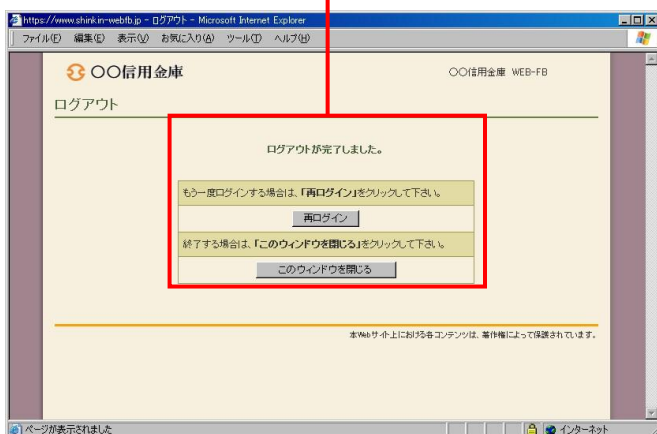 https://www.shinkin-webfb.jp - ログアウト - Microsoft Internet Explorer
ファイル(F) 編集(E) 表示(V) お気に入り(A) ツール(T) ヘルプ(H)
〇〇信用金庫
〇〇信用金庫 WEB-FB
ログアウト
ログアウトが完了しました。
もう一度ログインする場合は、「再ログイン」をクリックして下さい。
再ログイン
終了する場合は、「このウィンドウを閉じる」をクリックして下さい。
このウィンドウを閉じる
本Webサイト上における各コンテンツは、著作権によって保護されています。
ページが表示されました
インターネット